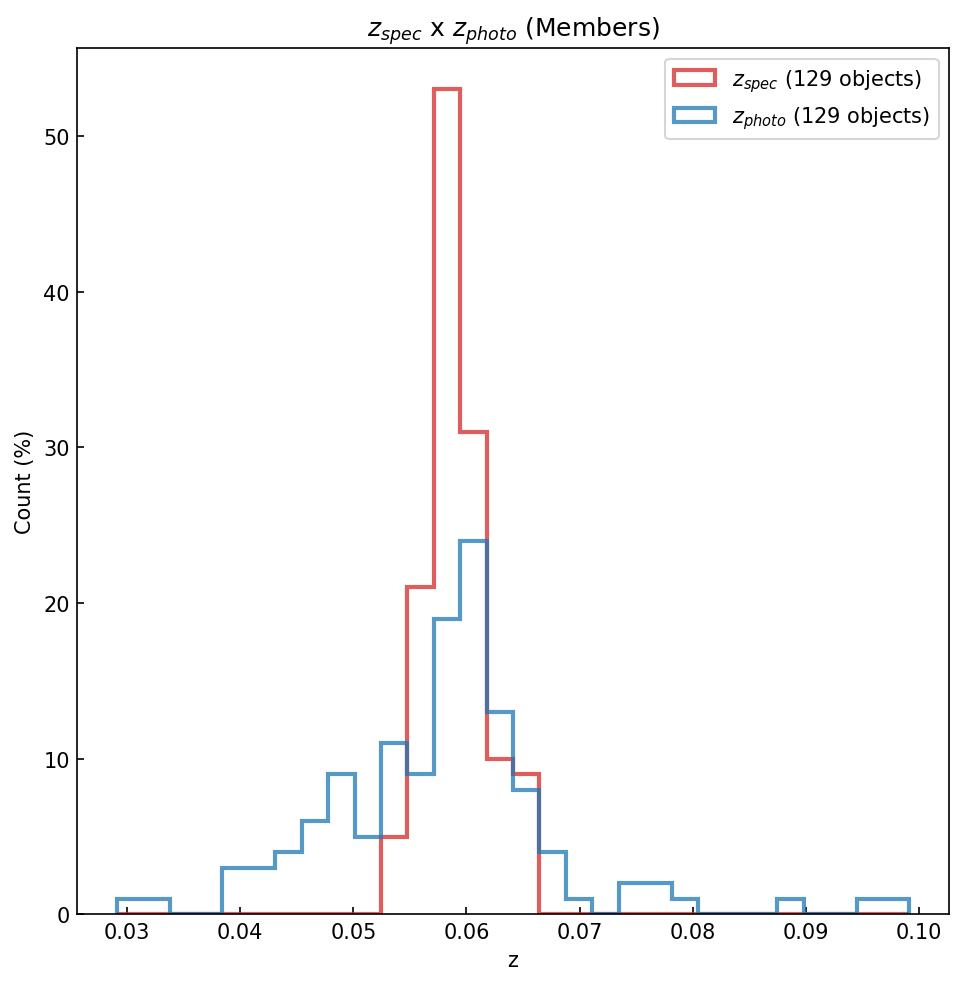 z_spec x z_photo (Members)
z_spec (129 objects)
z_photo (129 objects)
Count (%)
50
40
30
20
10
0
0.03 0.04 0.05 0.06 0.07 0.08 0.09 0.10
z